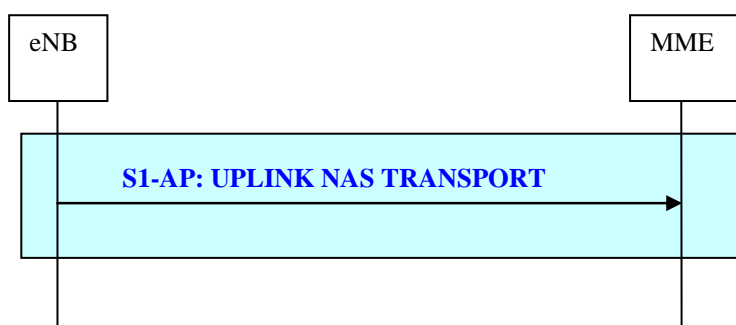 eNB
MME
S1-AP: UPLINK NAS TRANSPORT